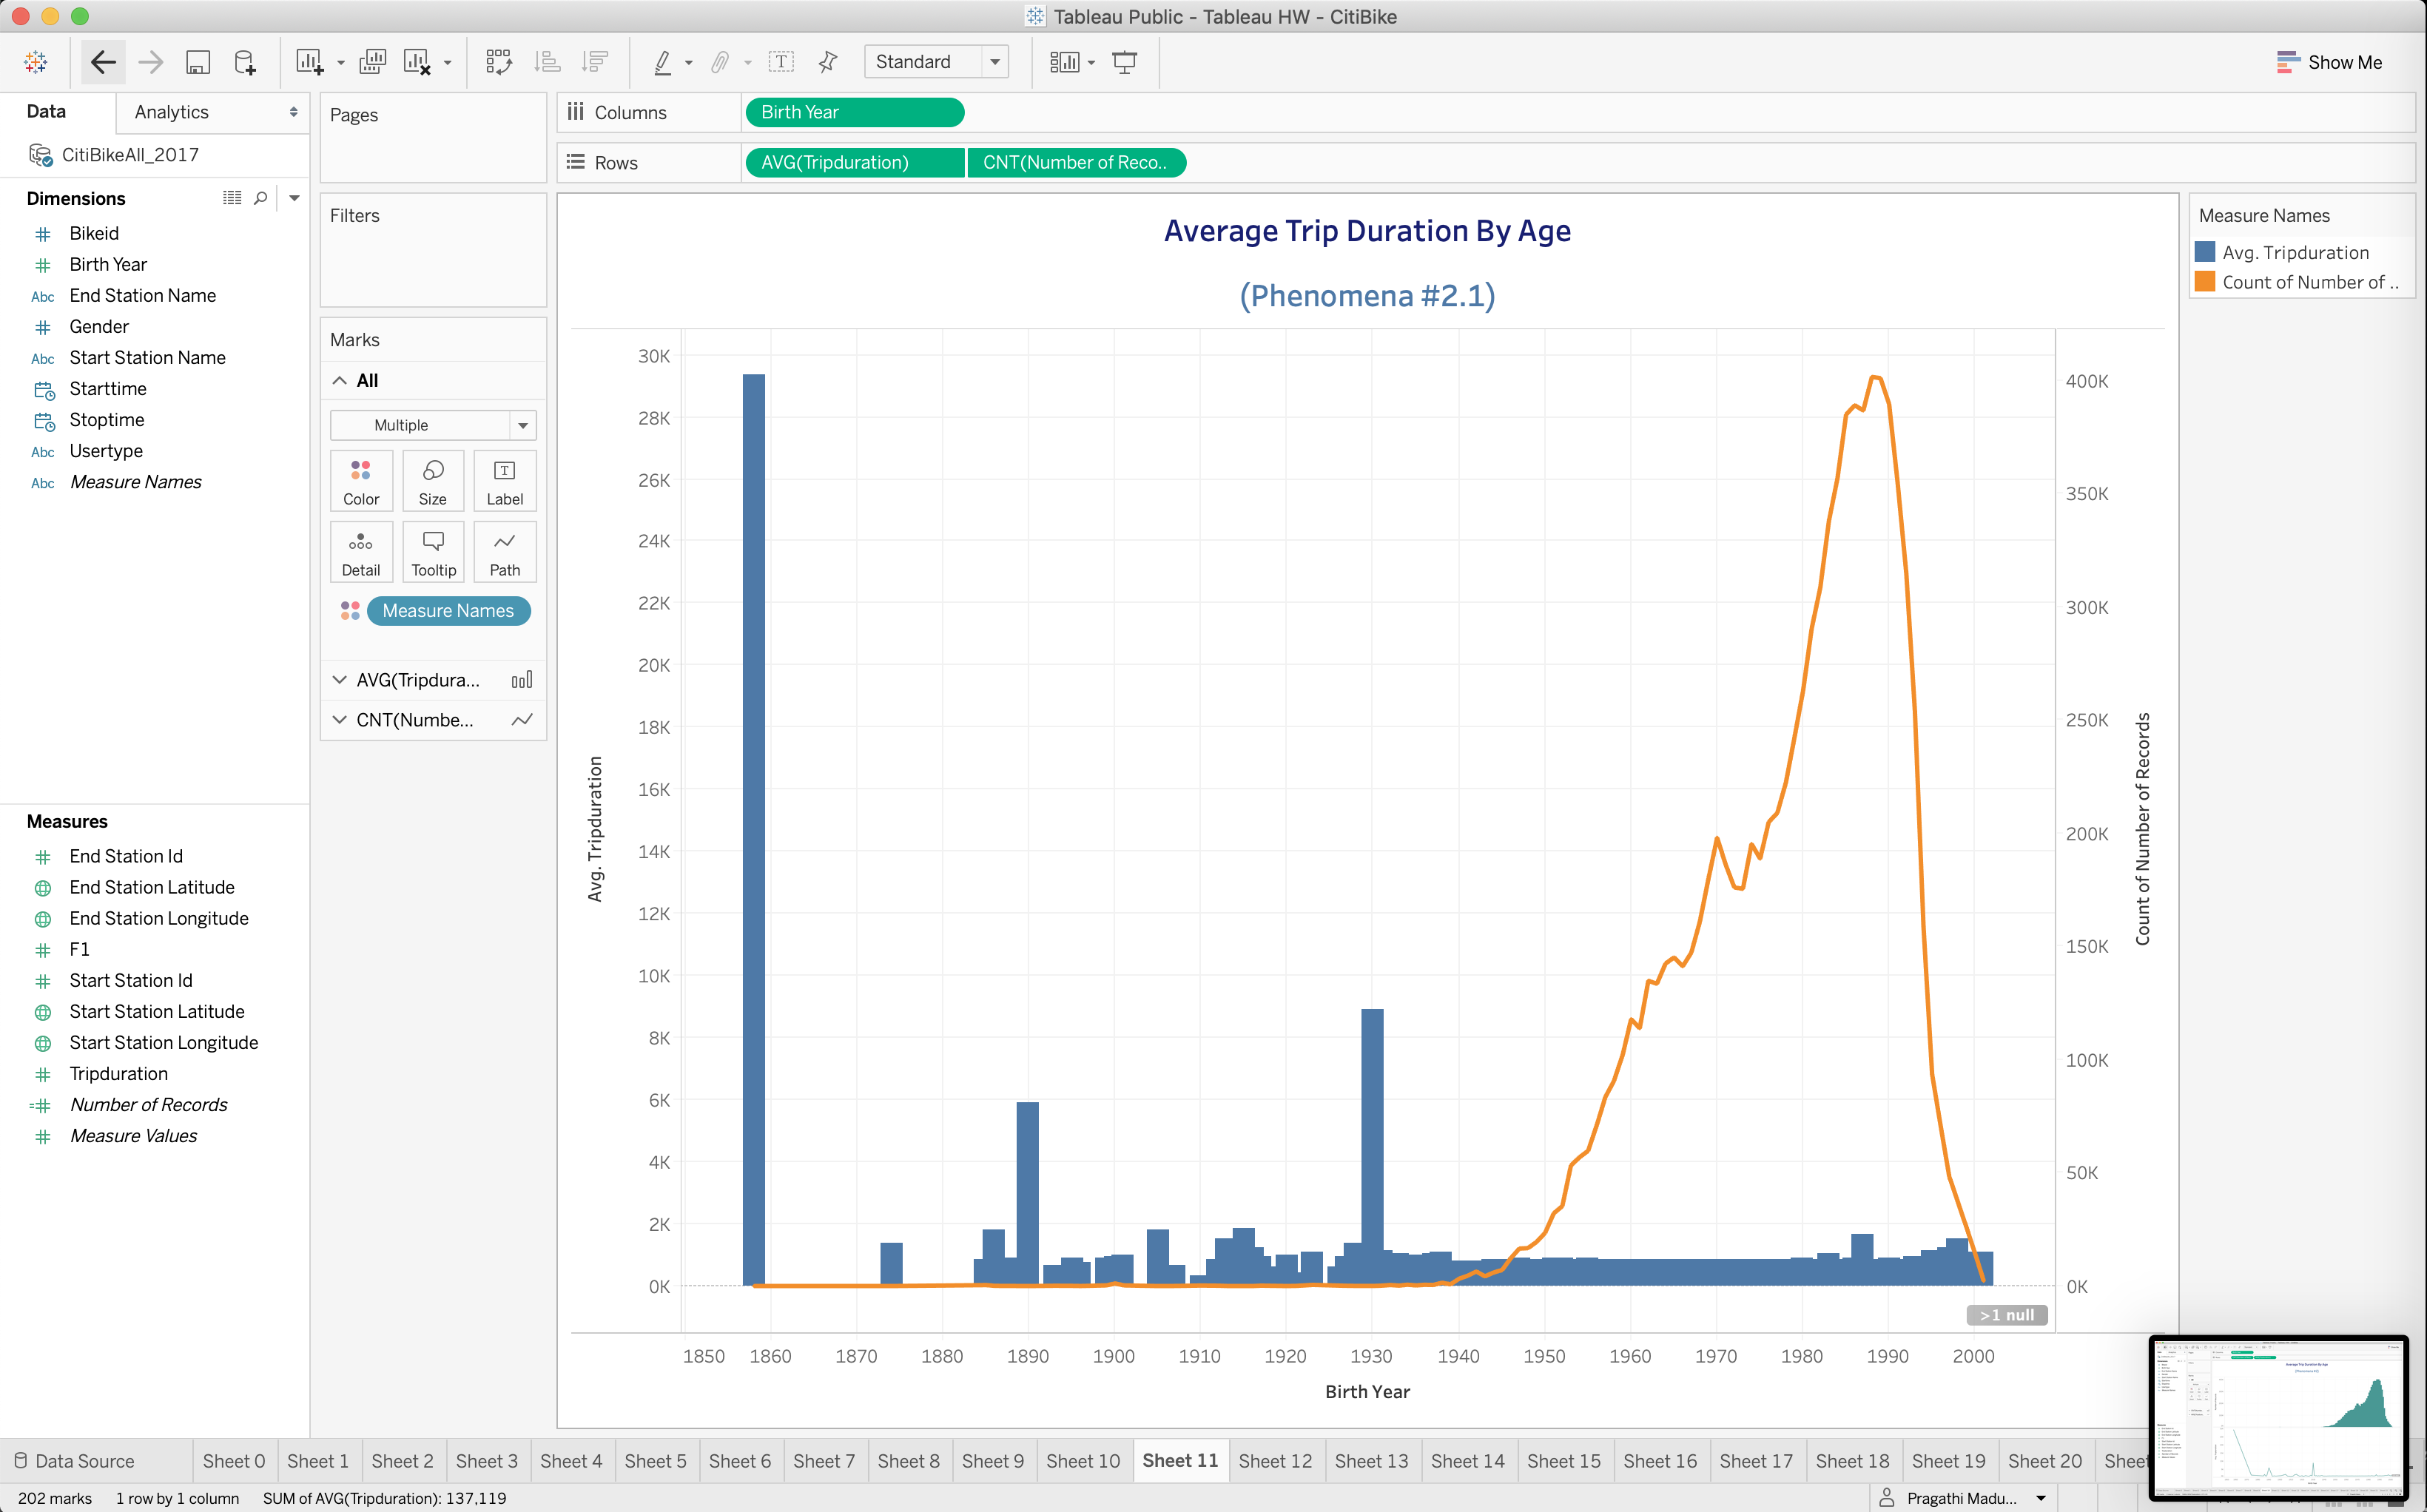 Tableau Public - Tableau HW - CitiBike
Standard
Show Me
Data
Analytics
CitiBikeAll_2017
Dimensions
Bikeid
Birth Year
Abc End Station Name
Gender
Abc Start Station Name
Starttime
Stoptime
Abc Usertype
Abc Measure Names
Measures
End Station Id
End Station Latitude
End Station Longitude
F1
Start Station Id
Start Station Latitude
Start Station Longitude
Tripduration
Number of Records
Measure Values
Pages
Filters
Marks
All
Multiple
Color Size Label
Detail Tooltip Path
Measure Names
AVG(Tripdura...
CNT(Numbe...
Columns Birth Year
Rows AVG(Tripduration) CNT(Number of Reco..
Average Trip Duration By Age
(Phenomena #2.1)
30K
28K
26K
24K
22K
20K
18K
16K
14K
12K
10K
8K
6K
4K
2K
0K
Avg. Tripduration
400K
350K
300K
250K
200K
150K
100K
50K
0K
Count of Number of Records
>1 null
1850 1860 1870 1880 1890 1900 1910 1920 1930 1940 1950 1960 1970 1980 1990 2000
Birth Year
Measure Names
Avg. Tripduration
Count of Number of ..
Data Source Sheet 0 Sheet 1 Sheet 2 Sheet 3 Sheet 4 Sheet 5 Sheet 6 Sheet 7 Sheet 8 Sheet 9 Sheet 10 Sheet 11 Sheet 12 Sheet 13 Sheet 14 Sheet 15 Sheet 16 Sheet 17 Sheet 18 Sheet 19 Sheet 20
202 marks 1 row by 1 column SUM of AVG(Tripduration): 137,119
Pragathi Madu...